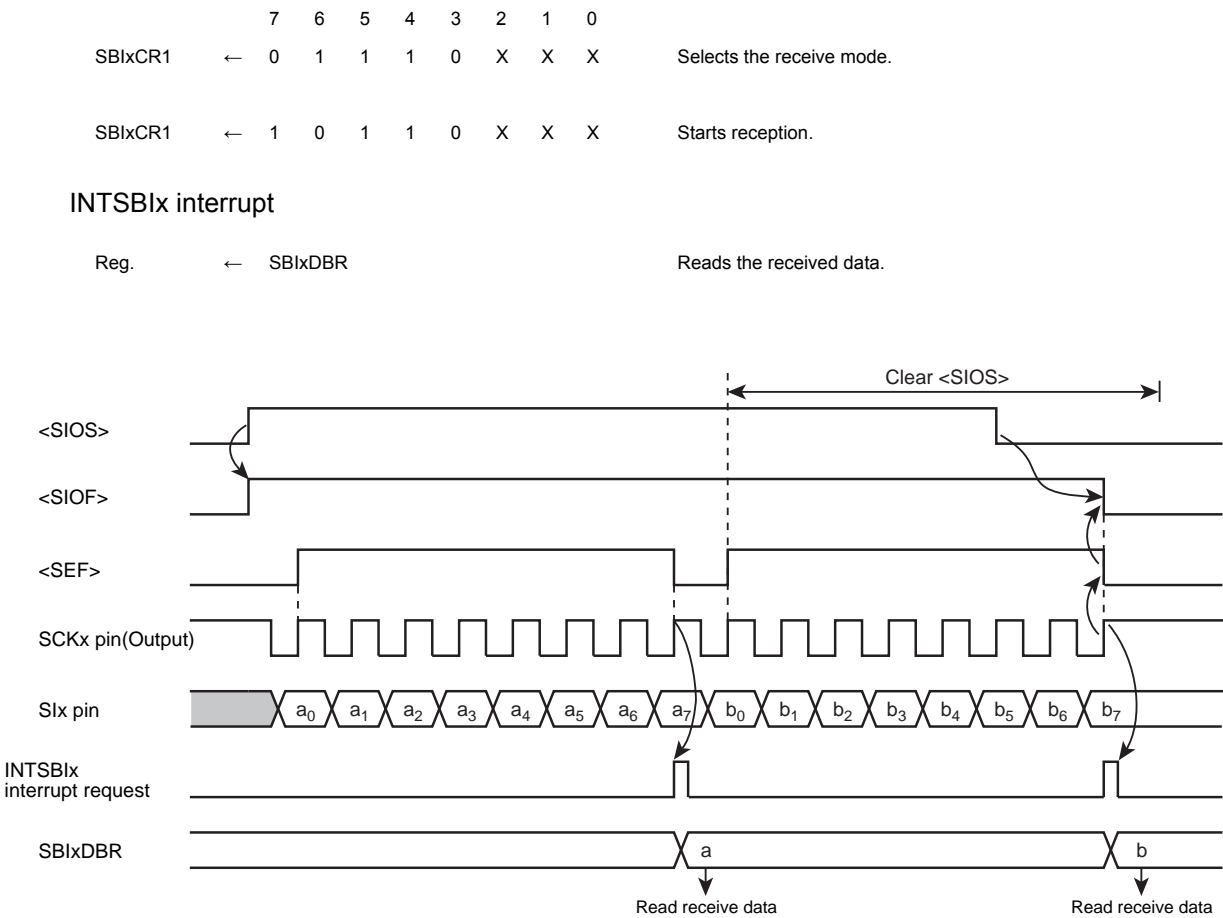 7 6 5 4 3 2 1 0
SBIxCR1 ← 0 1 1 1 0 X X X Selects the receive mode.
SBIxCR1 ← 1 0 1 1 0 X X X Starts reception.
INTSBIx interrupt
Reg. ← SBIxDBR Reads the received data.
Clear <SIOS>
<SIOS>
<SIOF>
<SEF>
SCKx pin(Output)
SIx pin a0 a1 a2 a3 a4 a5 a6 a7 b0 b1 b2 b3 b4 b5 b6 b7
INTSBIx
interrupt request
SBIxDBR a b
Read receive data Read receive data